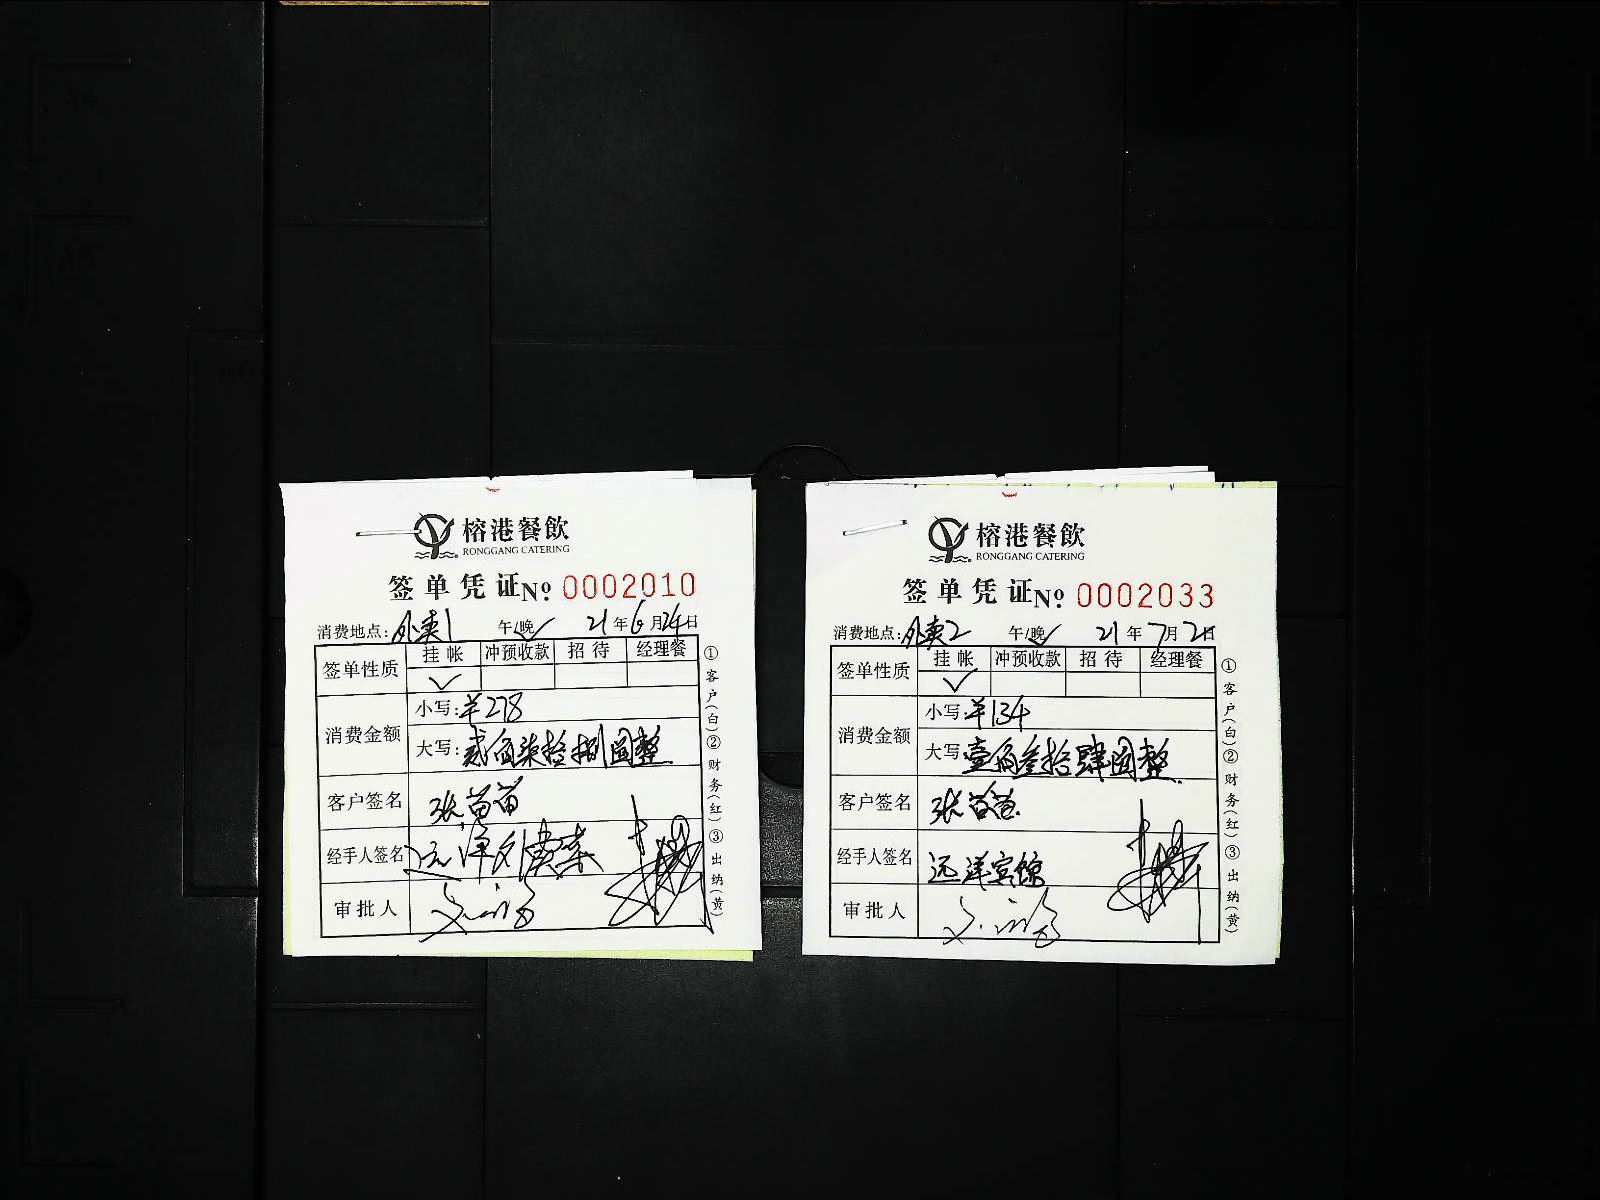 榕港餐飲
RONGGANG CATERING
签单凭证 No 0002010
消费地点: 外卖1 午/晚 21年6月24日
签单性质 挂帐 冲预收款 招待 经理餐
消费金额
小写: ¥278
大写: 贰佰柒拾捌圆整
客户签名 张苗苗
经手人签名
审批人
①客户(白)②财务(红)③出纳(黄)
榕港餐飲
RONGGANG CATERING
签单凭证 No 0002033
消费地点: 外卖2 午/晚 21年7月2日
签单性质 挂帐 冲预收款 招待 经理餐
消费金额
小写: ¥134
大写: 壹佰叁拾肆圆整
客户签名 张苗苗
经手人签名 远洋宾馆
审批人
①客户(白)②财务(红)③出纳(黄)